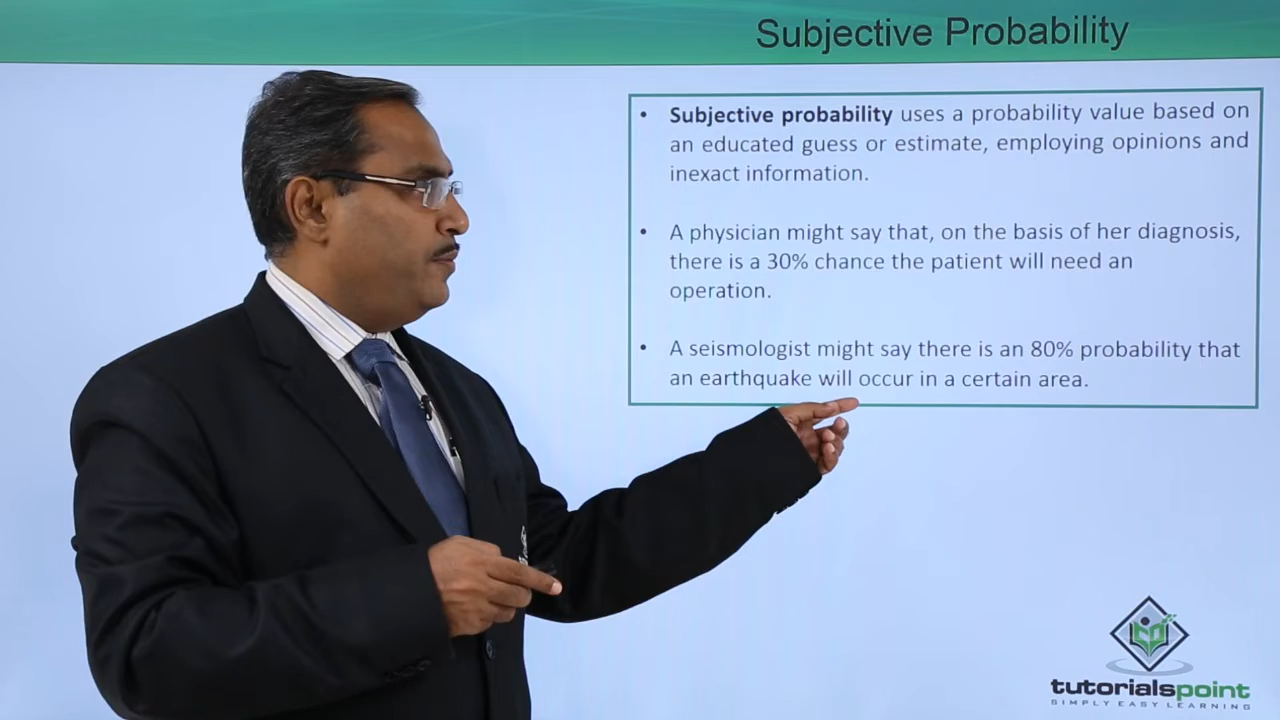 Subjective Probability
• Subjective probability uses a probability value based on
an educated guess or estimate, employing opinions and
inexact information.
• A physician might say that, on the basis of her diagnosis,
there is a 30% chance the patient will need an
operation.
• A seismologist might say there is an 80% probability that
an earthquake will occur in a certain area.
tutorialspoint
SIMPLY EASY LEARNING